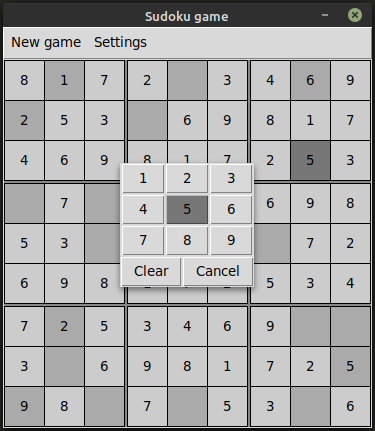 Sudoku game
New game Settings
8 1 7 2 3 4 6 9
2 5 3 6 9 8 1 7
4 6 9 8 1 7 2 5 3
1 2 3
7 6 9 8
4 5 6
5 3 7 2
7 8 9
6 9 8 5 3 4
Clear Cancel
7 2 5 3 4 6 9
3 6 9 8 1 7 2 5
9 8 7 5 3 6